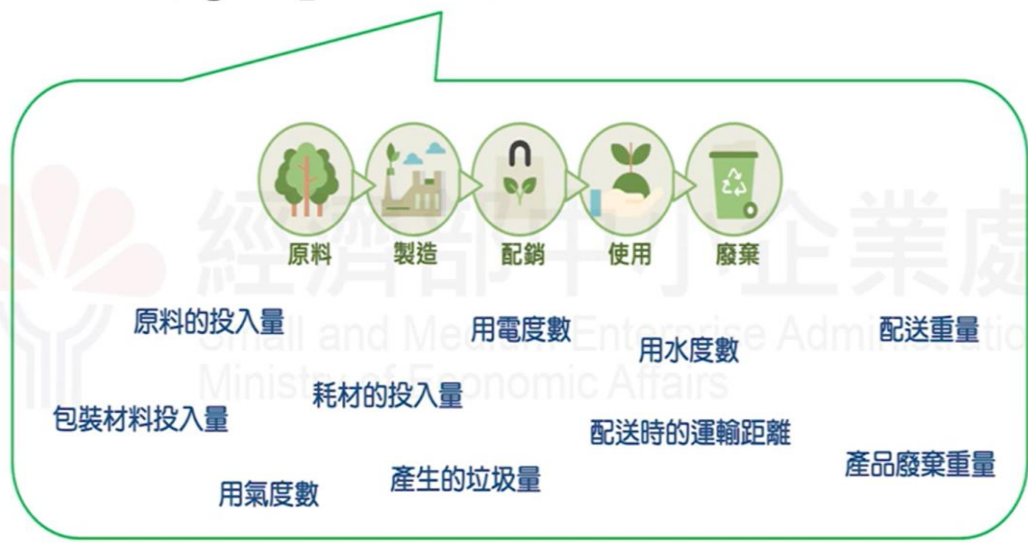 原料
製造
配銷
使用
廢棄
經濟部中小企業處
Small and Medium Enterprise Administratio
Ministry of Economic Affairs
原料的投入量
用電度數
用水度數
配送重量
耗材的投入量
包裝材料投入量
配送時的運輸距離
產品廢棄重量
用氣度數
產生的垃圾量